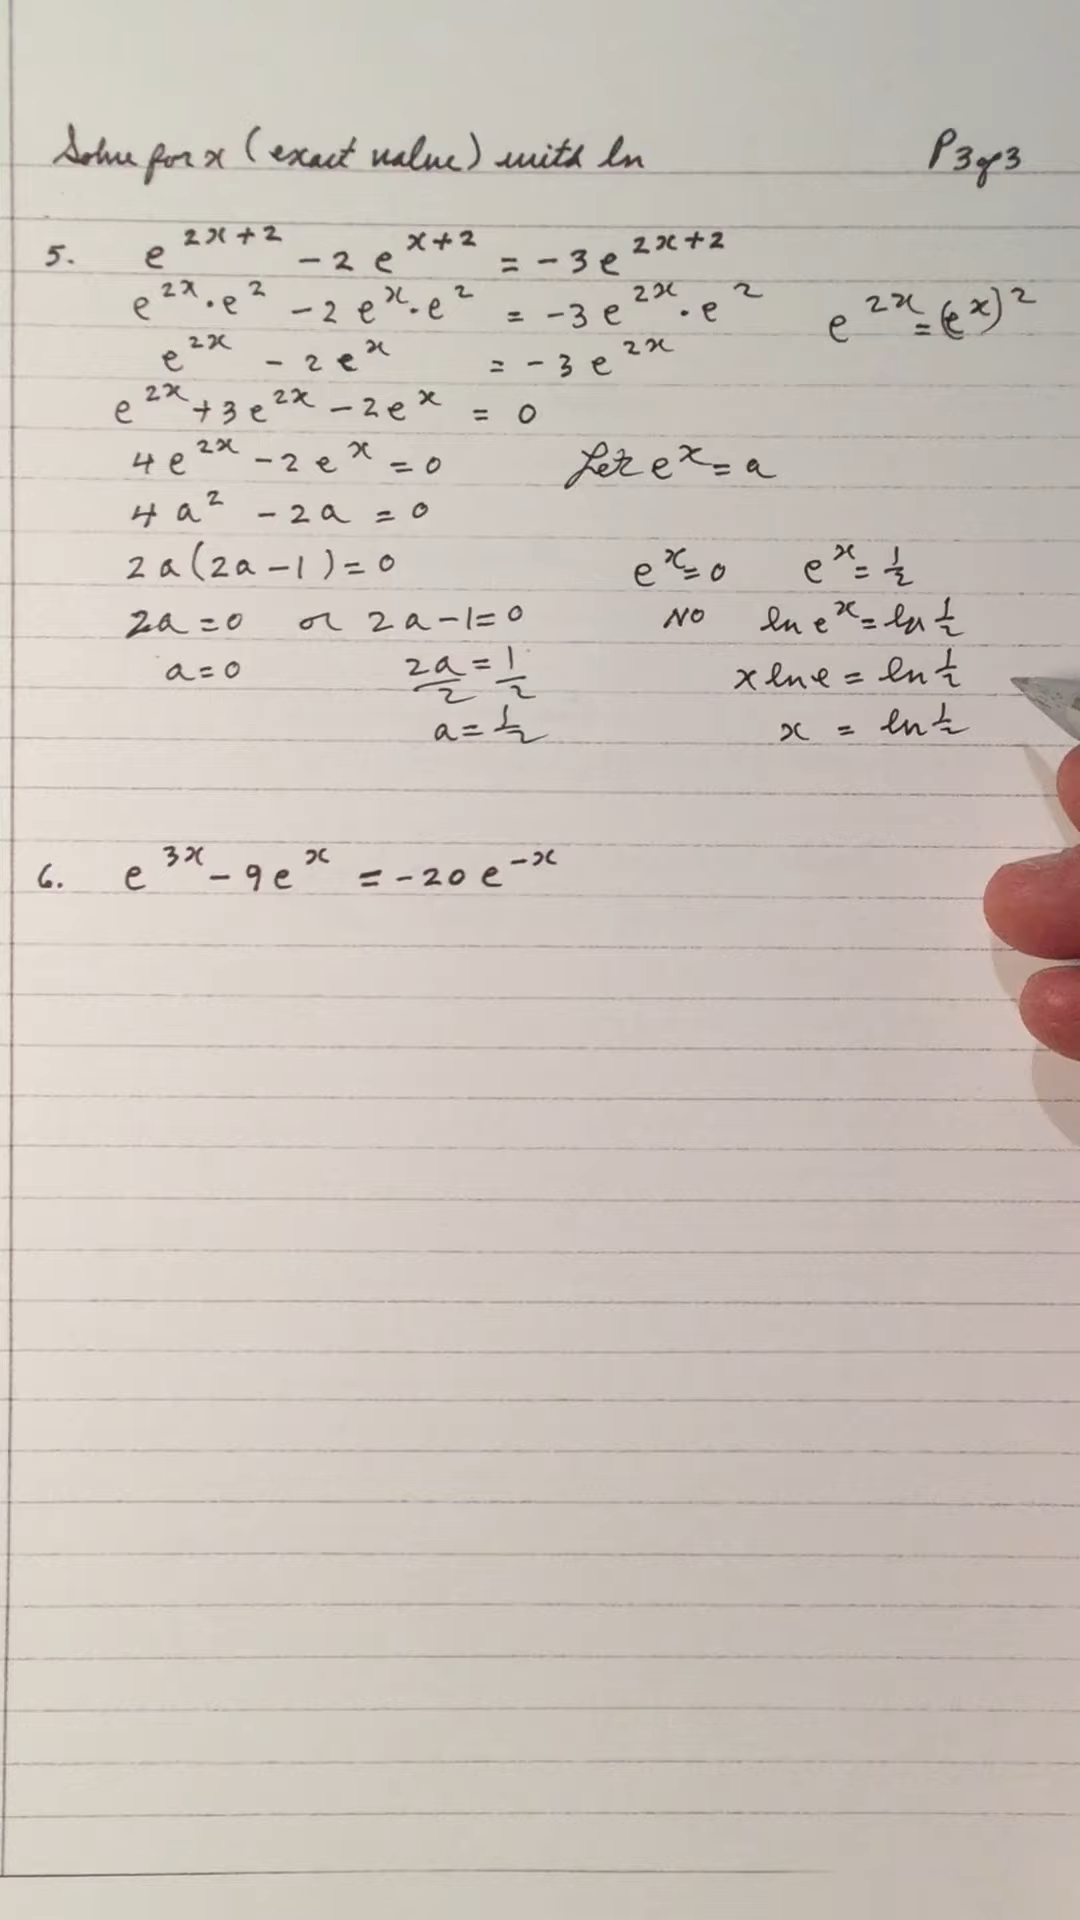 Solve for x (exact value) with ln P 3 of 3
5. e^{2x+2} - 2e^{x+2} = -3e^{2x+2}
e^{2x}·e^2 - 2e^x·e^2 = -3e^{2x}·e^2 e^{2x} = (e^x)^2
e^{2x} - 2e^x = -3e^{2x}
e^{2x} + 3e^{2x} - 2e^x = 0
4e^{2x} - 2e^x = 0 Let e^x = a
4a^2 - 2a = 0
2a(2a-1) = 0 e^x = 0 e^x = 1/2
2a = 0 or 2a-1 = 0 NO ln e^x = ln 1/2
a = 0 2a/2 = 1/2 x ln e = ln 1/2
a = 1/2 x = ln 1/2
6. e^{3x} - 9e^x = -20e^{-x}